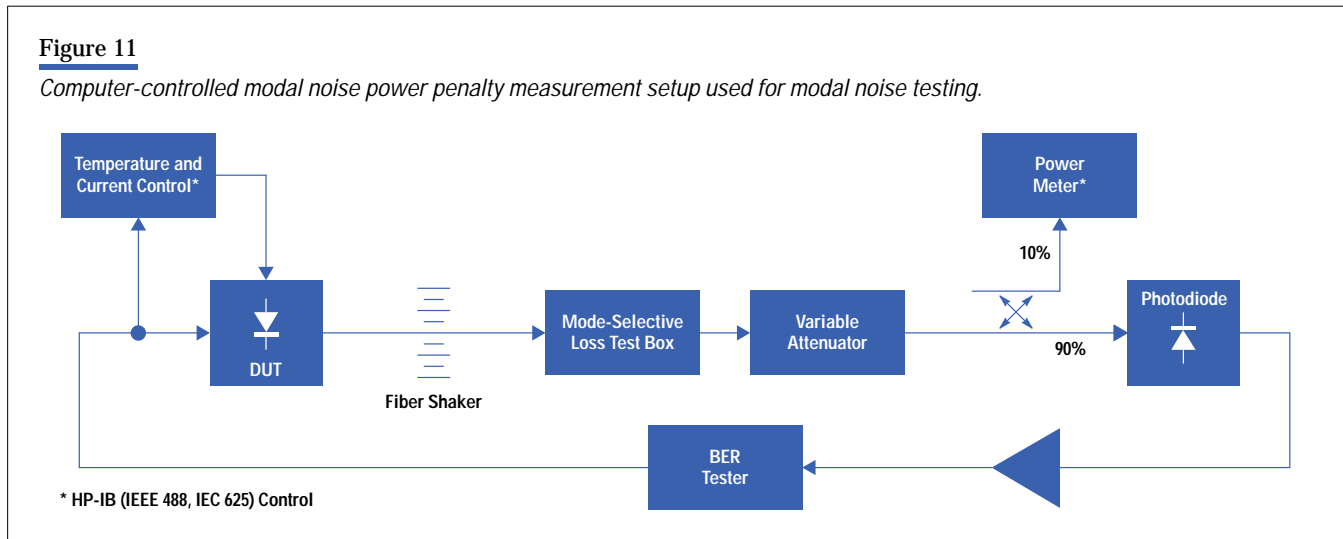 Figure 11
Computer-controlled modal noise power penalty measurement setup used for modal noise testing.
Temperature and
Current Control*
Power
Meter*
10%
DUT
Fiber Shaker
Mode-Selective
Loss Test Box
Variable
Attenuator
90%
Photodiode
BER
Tester
* HP-IB (IEEE 488, IEC 625) Control